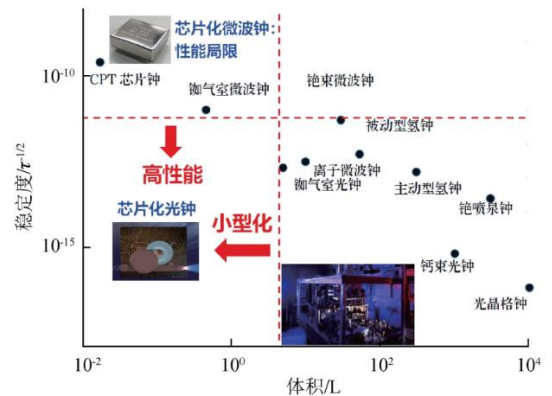 芯片化微波钟：
性能局限
10⁻¹⁰
CPT 芯片钟
铷气室微波钟
铯束微波钟
被动型氢钟
高性能
离子微波钟
铷气室光钟
主动型氢钟
铯喷泉钟
芯片化光钟
小型化
10⁻¹⁵
钙束光钟
光晶格钟
稳定度/τ⁻¹/²
10⁻²
10⁰
10²
10⁴
体积/L